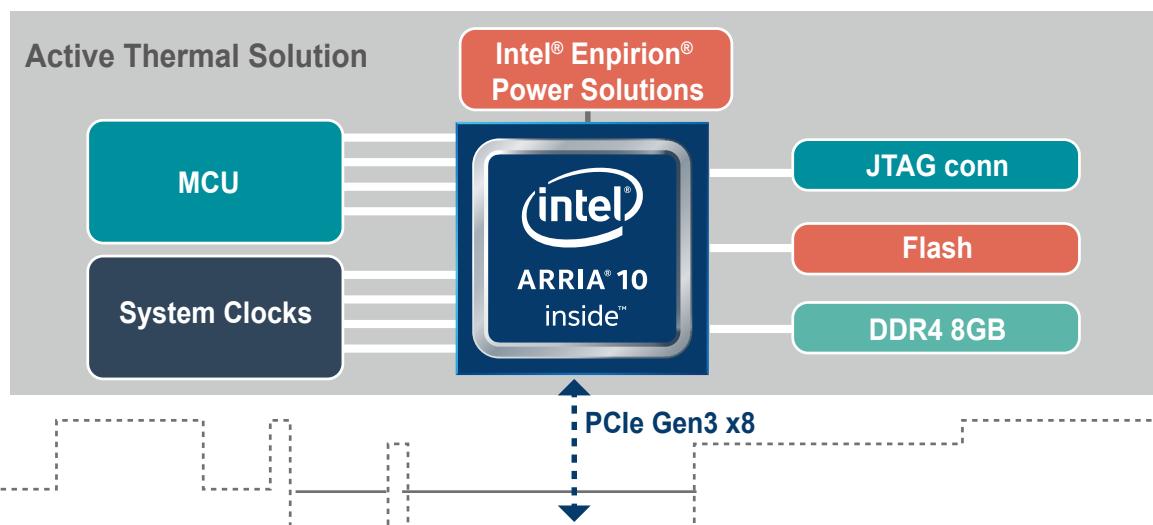 Active Thermal Solution
Intel® Enpirion®
Power Solutions
MCU
System Clocks
intel®
ARRIA® 10
inside™
JTAG conn
Flash
DDR4 8GB
PCIe Gen3 x8